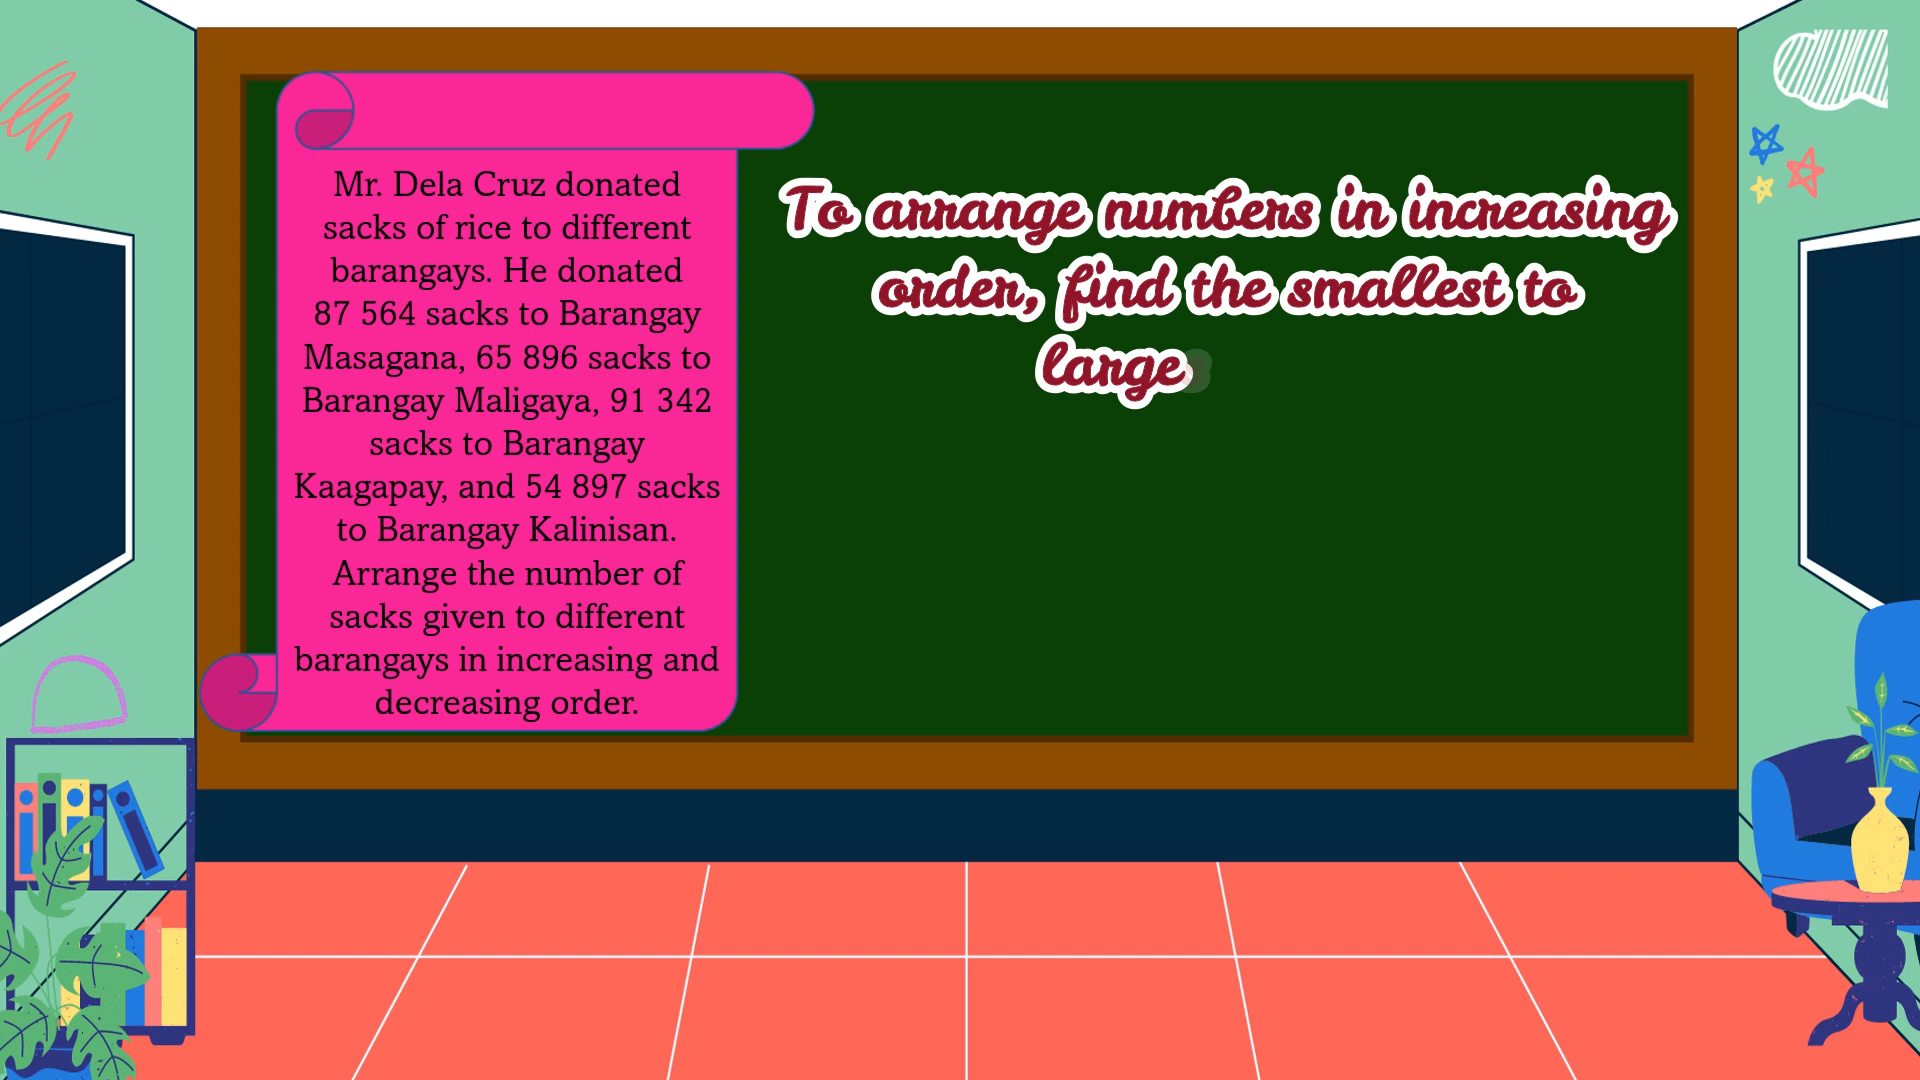 Mr. Dela Cruz donated
sacks of rice to different
barangays. He donated
87 564 sacks to Barangay
Masagana, 65 896 sacks to
Barangay Maligaya, 91 342
sacks to Barangay
Kaagapay, and 54 897 sacks
to Barangay Kalinisan.
Arrange the number of
sacks given to different
barangays in increasing and
decreasing order.
To arrange numbers in increasing
order, find the smallest to
large